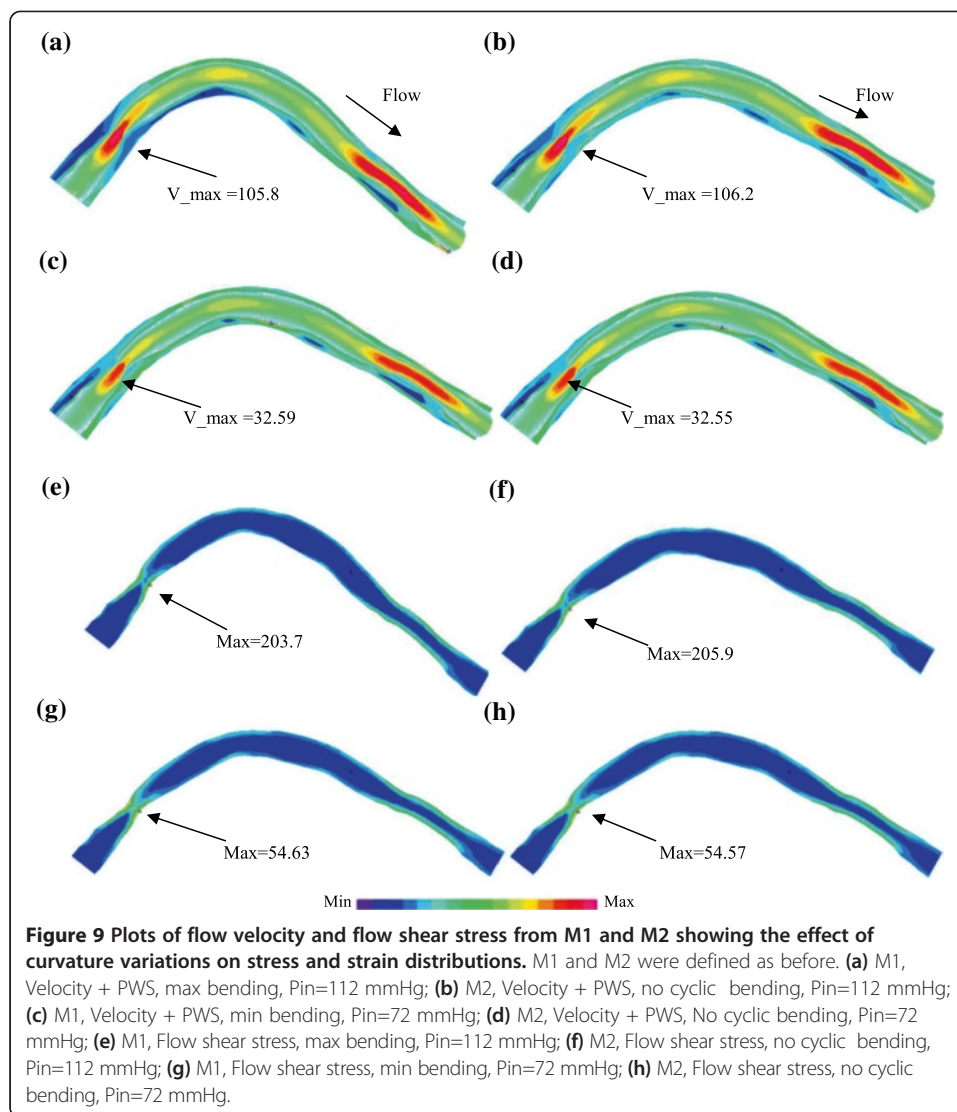 (a)
(b)
Flow
Flow
V_max =105.8
V_max =106.2
(c)
(d)
V_max =32.59
V_max =32.55
(e)
(f)
Max=203.7
Max=205.9
(g)
(h)
Max=54.63
Max=54.57
Min
Max
Figure 9 Plots of flow velocity and flow shear stress from M1 and M2 showing the effect of
curvature variations on stress and strain distributions. M1 and M2 were defined as before. (a) M1,
Velocity + PWS, max bending, Pin=112 mmHg; (b) M2, Velocity + PWS, no cyclic bending, Pin=112 mmHg;
(c) M1, Velocity + PWS, min bending, Pin=72 mmHg; (d) M2, Velocity + PWS, No cyclic bending, Pin=72
mmHg; (e) M1, Flow shear stress, max bending, Pin=112 mmHg; (f) M2, Flow shear stress, no cyclic bending,
Pin=112 mmHg; (g) M1, Flow shear stress, min bending, Pin=72 mmHg; (h) M2, Flow shear stress, no cyclic
bending, Pin=72 mmHg.